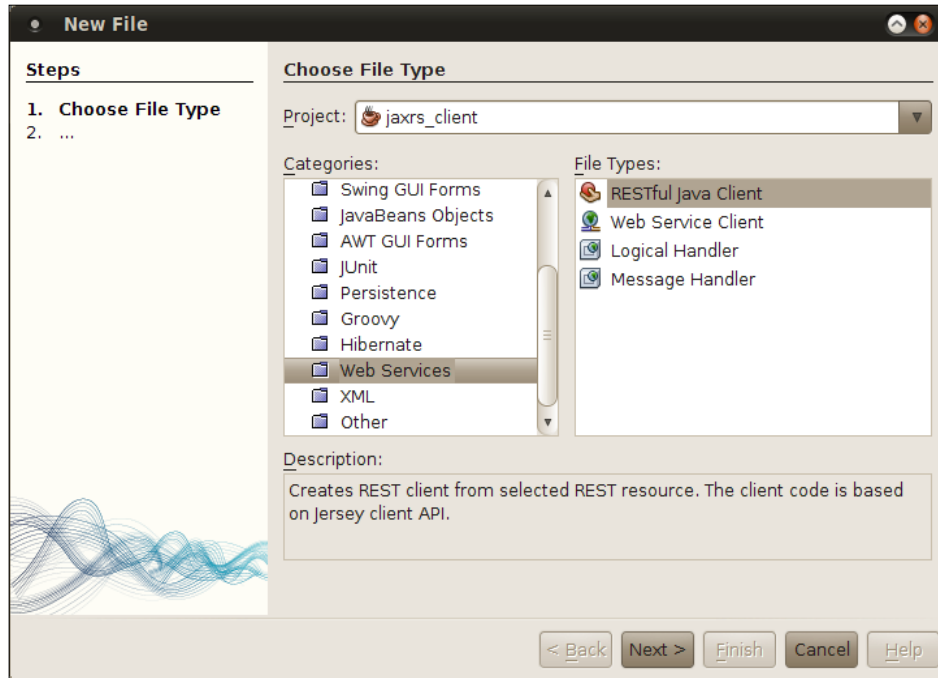 New File
Steps
1. Choose File Type
2. ...
Choose File Type
Project: jaxrs_client
Categories:
Swing GUI Forms
JavaBeans Objects
AWT GUI Forms
JUnit
Persistence
Groovy
Hibernate
Web Services
XML
Other
File Types:
RESTful Java Client
Web Service Client
Logical Handler
Message Handler
Description:
Creates REST client from selected REST resource. The client code is based
on Jersey client API.
< Back Next > Finish Cancel Help